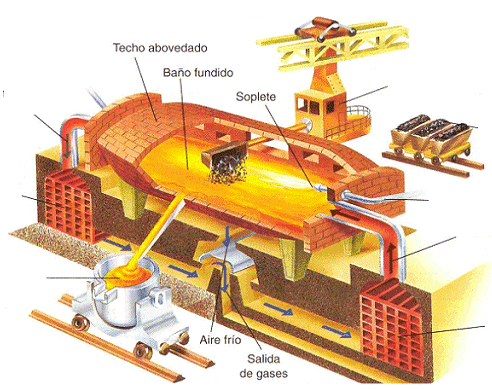 Techo abovedado
Baño fundido
Soplete
Aire frío
Salida
de gases